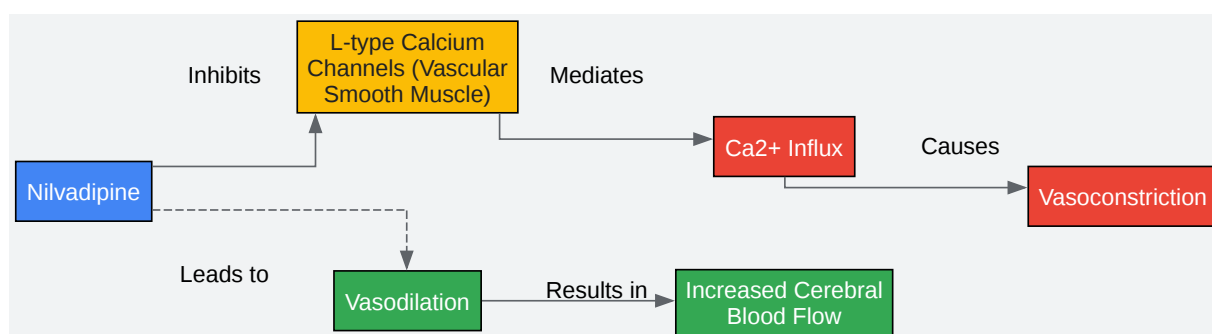 L-type Calcium
Channels (Vascular
Smooth Muscle)
Inhibits
Mediates
Ca2+ Influx
Causes
Nilvadipine
Vasoconstriction
Leads to
Vasodilation
Results in
Increased Cerebral
Blood Flow